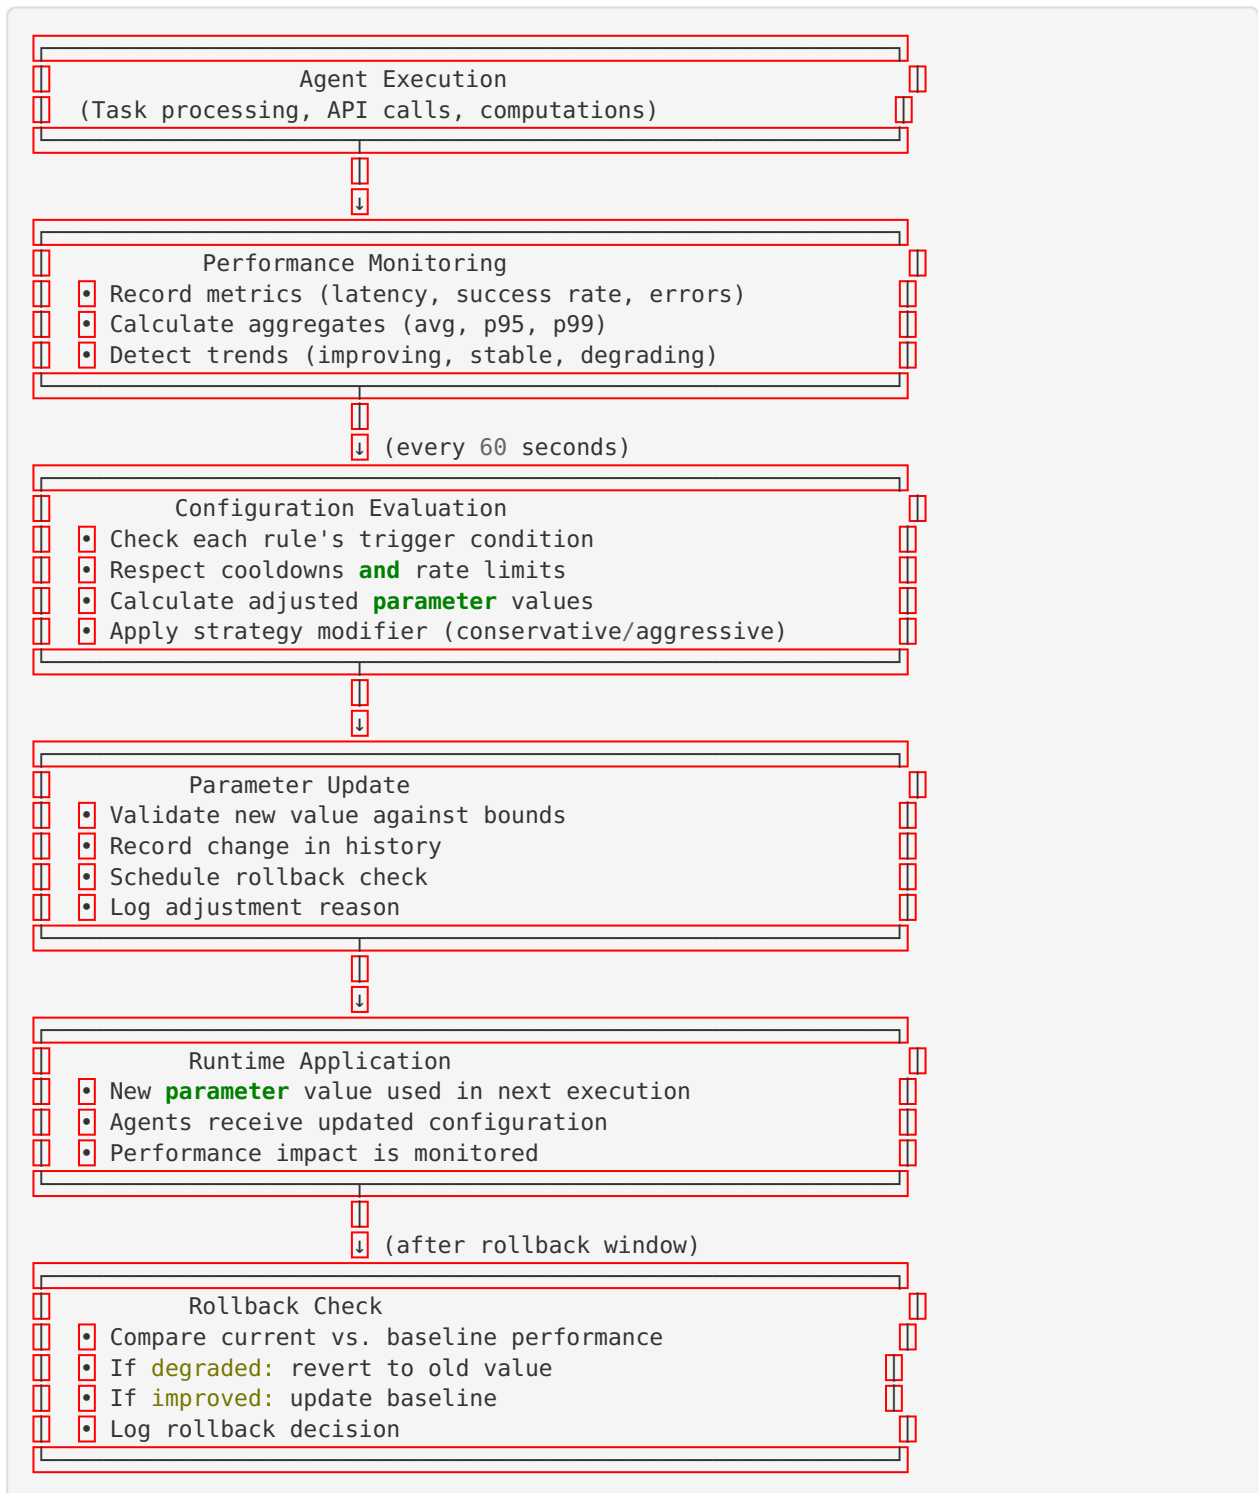 Agent Execution
(Task processing, API calls, computations)
↓
Performance Monitoring
• Record metrics (latency, success rate, errors)
• Calculate aggregates (avg, p95, p99)
• Detect trends (improving, stable, degrading)
↓ (every 60 seconds)
Configuration Evaluation
• Check each rule's trigger condition
• Respect cooldowns and rate limits
• Calculate adjusted parameter values
• Apply strategy modifier (conservative/aggressive)
↓
Parameter Update
• Validate new value against bounds
• Record change in history
• Schedule rollback check
• Log adjustment reason
↓
Runtime Application
• New parameter value used in next execution
• Agents receive updated configuration
• Performance impact is monitored
↓ (after rollback window)
Rollback Check
• Compare current vs. baseline performance
• If degraded: revert to old value
• If improved: update baseline
• Log rollback decision